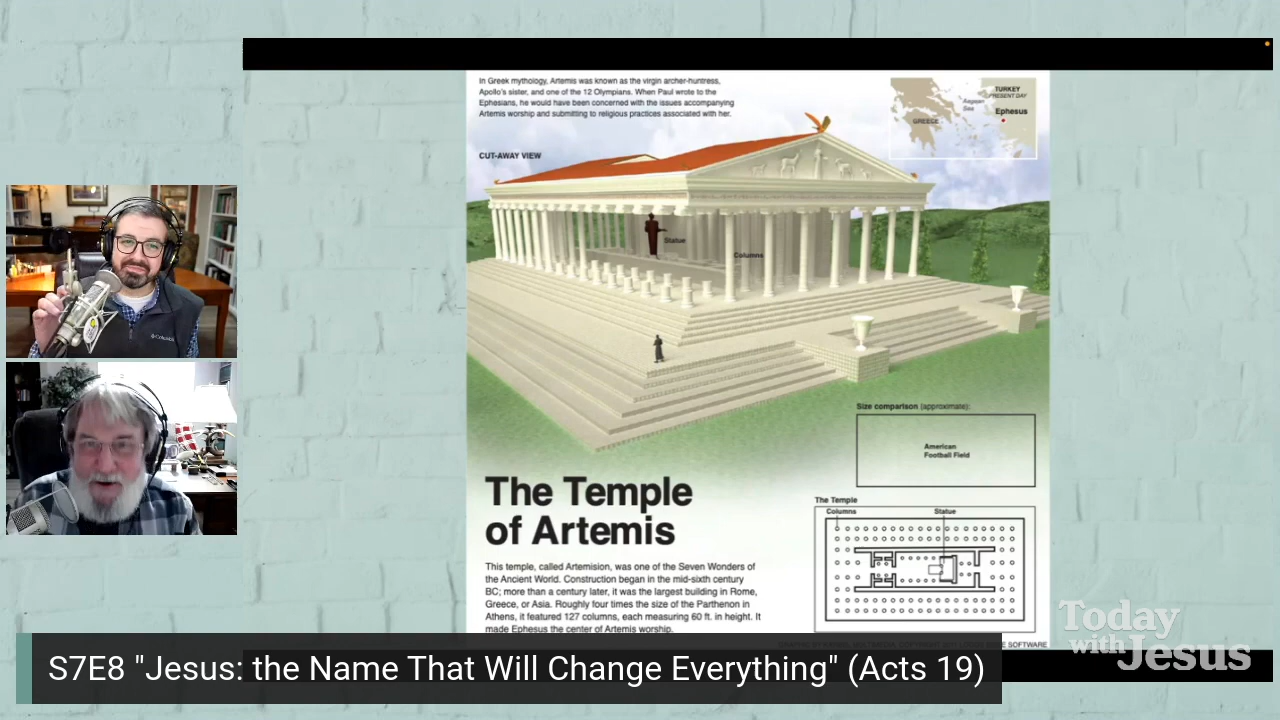 In Greek mythology, Artemis was known as the virgin archer-huntress,
Apollo's sister, and one of the 12 Olympians. When Paul wrote to the
Ephesians, he would have been concerned with the issues accompanying
Artemis worship and submitting to religious practices associated with her.
CUT-AWAY VIEW
TURKEY
PRESENT DAY
Aegean
Sea
Ephesus
GREECE
Statue
Columns
Columbia
Size comparison (approximate):
American
Football Field
The Temple
of Artemis
The Temple
Columns
Statue
This temple, called Artemision, was one of the Seven Wonders of
the Ancient World. Construction began in the mid-sixth century
BC; more than a century later, it was the largest building in Rome,
Greece, or Asia. Roughly four times the size of the Parthenon in
Athens, it featured 127 columns, each measuring 60 ft. in height. It
made Ephesus the center of Artemis worship.
SOFTWARE
Today
with Jesus
S7E8 "Jesus: the Name That Will Change Everything" (Acts 19)